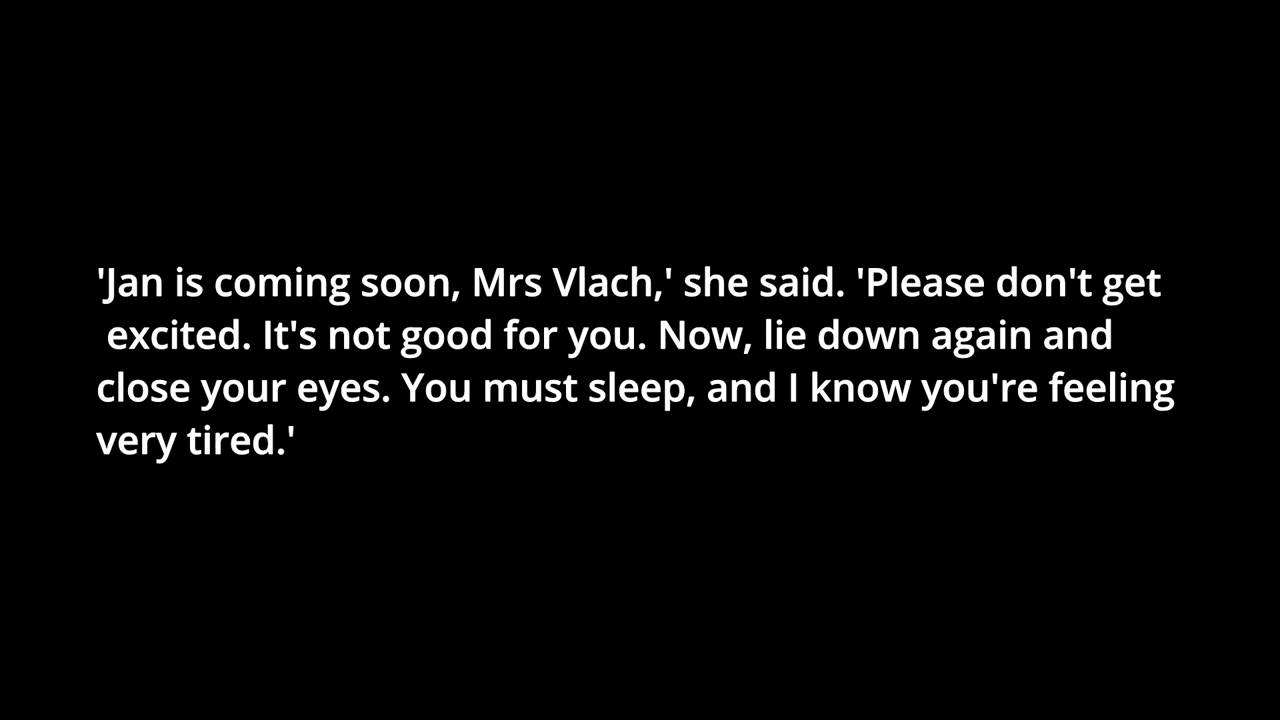 'Jan is coming soon, Mrs Vlach,' she said. 'Please don't get
excited. It's not good for you. Now, lie down again and
close your eyes. You must sleep, and I know you're feeling
very tired.'